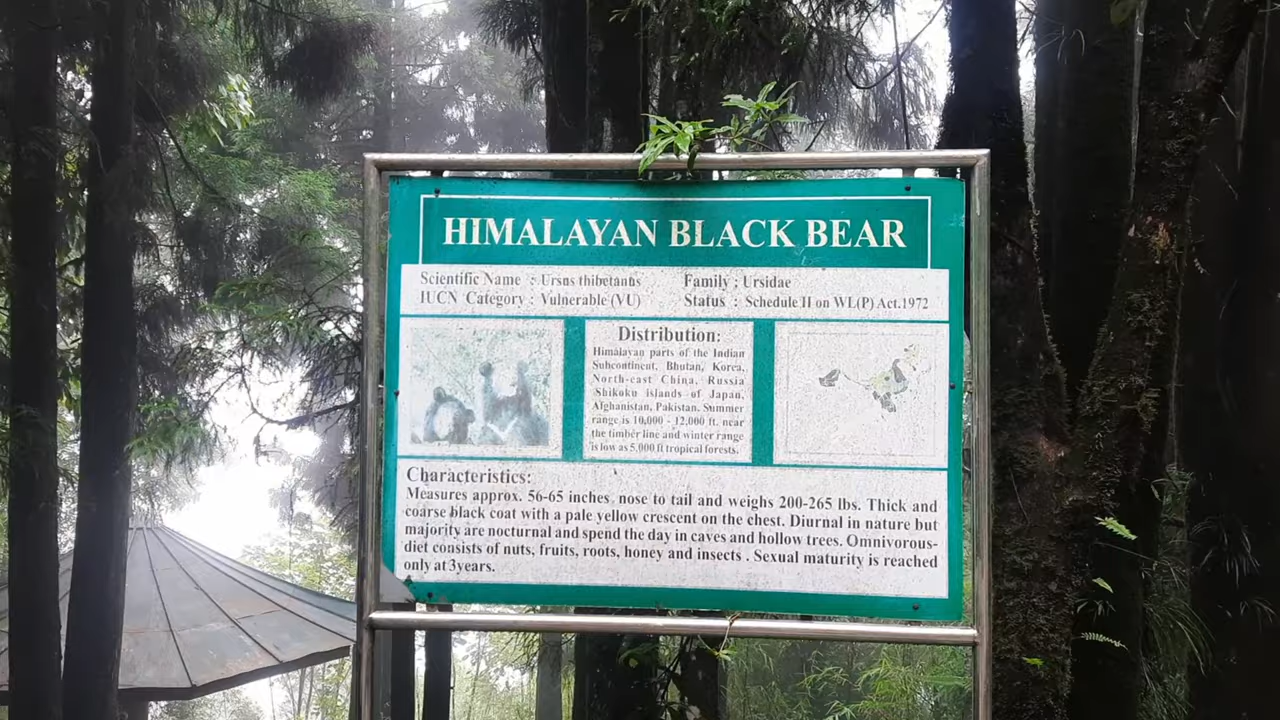 HIMALAYAN BLACK BEAR
Scientific Name : Ursus thibetanus Family : Ursidae
IUCN Category : Vulnerable (VU) Status : Schedule II on WL(P) Act.1972
Distribution:
Himalayan parts of the Indian
Subcontinent, Bhutan, Korea,
North-east China, Russia
Shikoku islands of Japan,
Afghanistan, Pakistan. Summer
range is 10,000 - 12,000 ft. near
the timber line and winter range
is low as 5,000 ft tropical forests.
Characteristics:
Measures approx. 56-65 inches nose to tail and weighs 200-265 lbs. Thick and
coarse black coat with a pale yellow crescent on the chest. Diurnal in nature but
majority are nocturnal and spend the day in caves and hollow trees. Omnivorous-
diet consists of nuts, fruits, roots, honey and insects . Sexual maturity is reached
only at 3years.